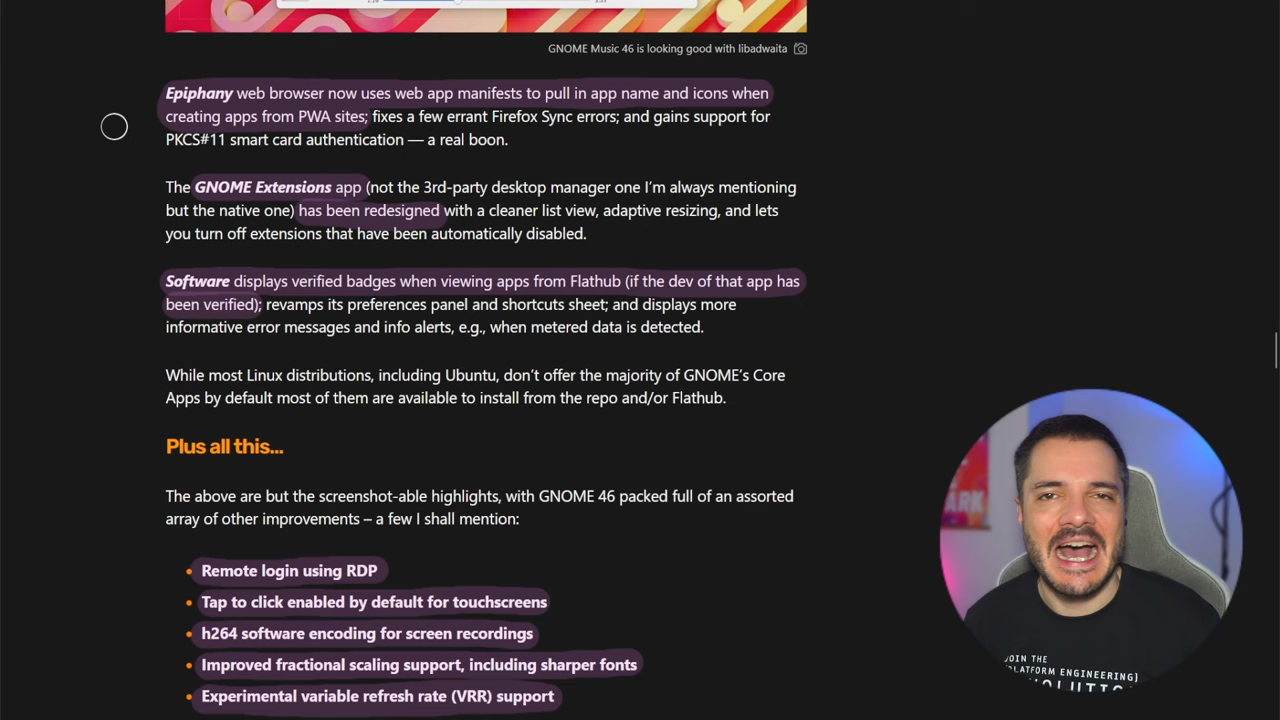 GNOME Music 46 is looking good with libadwaita
Epiphany web browser now uses web app manifests to pull in app name and icons when
creating apps from PWA sites; fixes a few errant Firefox Sync errors; and gains support for
PKCS#11 smart card authentication — a real boon.
The GNOME Extensions app (not the 3rd-party desktop manager one I'm always mentioning
but the native one) has been redesigned with a cleaner list view, adaptive resizing, and lets
you turn off extensions that have been automatically disabled.
Software displays verified badges when viewing apps from Flathub (if the dev of that app has
been verified); revamps its preferences panel and shortcuts sheet; and displays more
informative error messages and info alerts, e.g., when metered data is detected.
While most Linux distributions, including Ubuntu, don't offer the majority of GNOME's Core
Apps by default most of them are available to install from the repo and/or Flathub.
Plus all this...
The above are but the screenshot-able highlights, with GNOME 46 packed full of an assorted
array of other improvements – a few I shall mention:
• Remote login using RDP
• Tap to click enabled by default for touchscreens
• h264 software encoding for screen recordings
• Improved fractional scaling support, including sharper fonts
• Experimental variable refresh rate (VRR) support
JOIN THE
PLATFORM ENGINEERING}